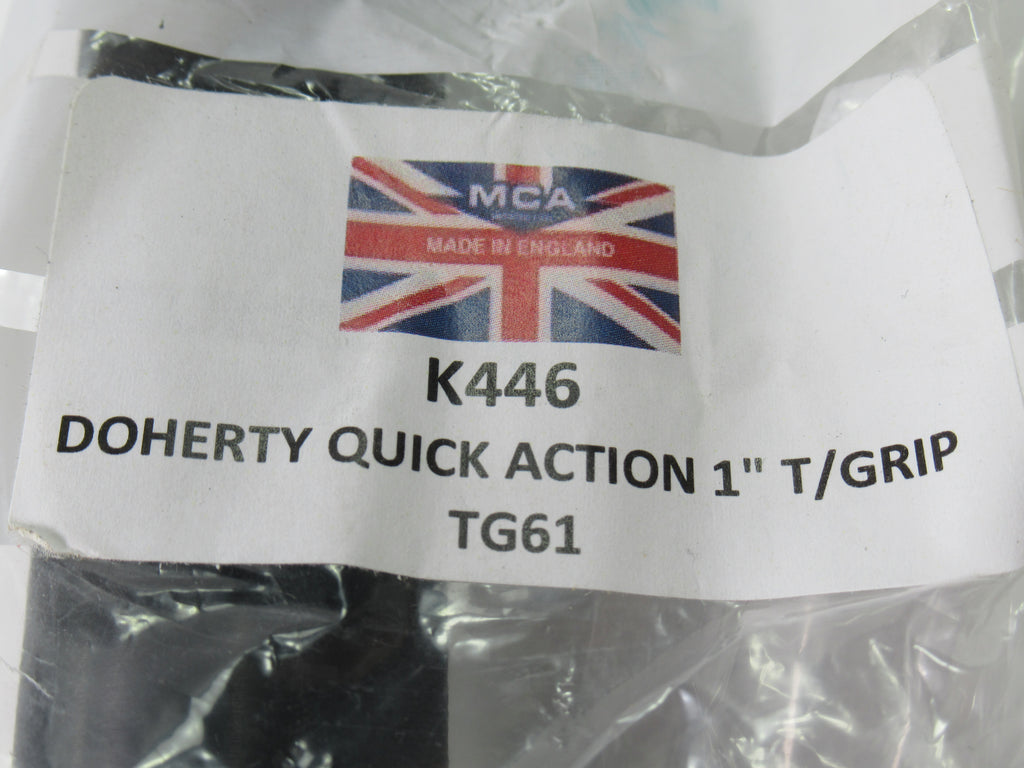 MCA
MADE IN ENGLAND
K446
DOHERTY QUICK ACTION 1" T/GRIP
TG61